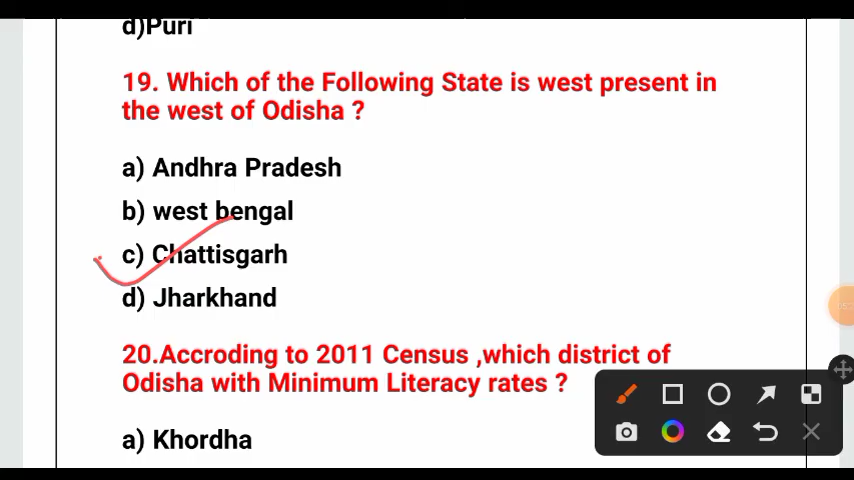 d)Puri
19. Which of the Following State is west present in
the west of Odisha ?
a) Andhra Pradesh
b) west bengal
c) Chattisgarh
d) Jharkhand
20.Accroding to 2011 Census ,which district of
Odisha with Minimum Literacy rates ?
a) Khordha